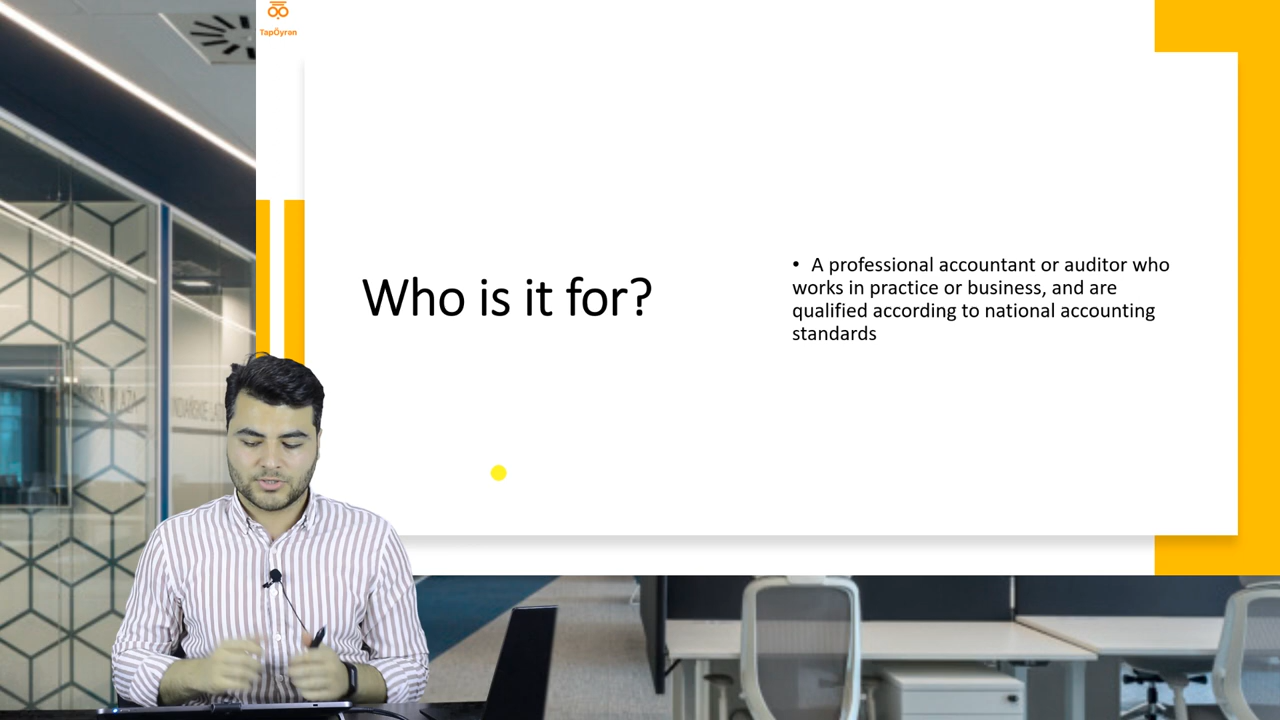 TapÖyrən
Who is it for?
• A professional accountant or auditor who
works in practice or business, and are
qualified according to national accounting
standards